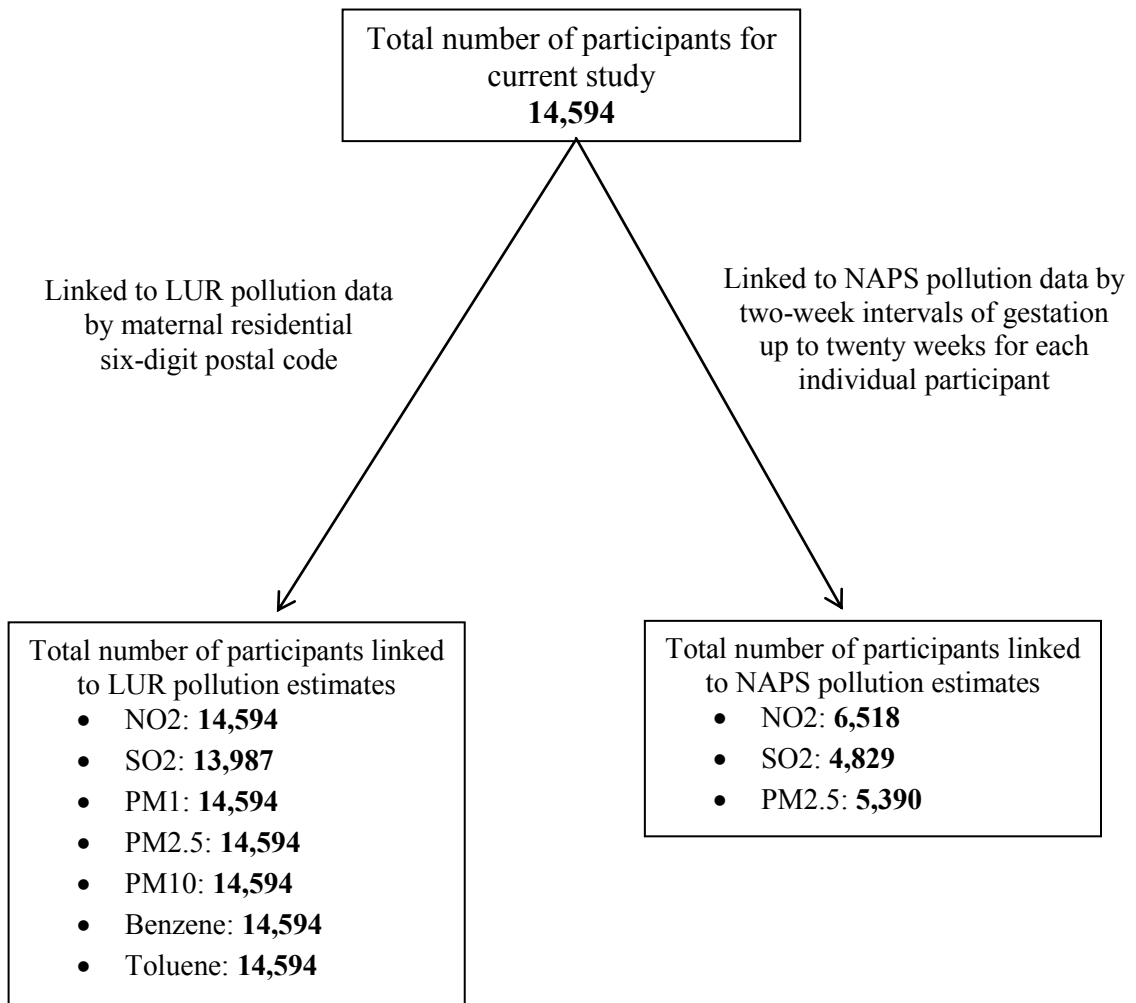 Total number of participants for
current study
14,594
Linked to LUR pollution data
by maternal residential
six-digit postal code
Linked to NAPS pollution data by
two-week intervals of gestation
up to twenty weeks for each
individual participant
Total number of participants linked
to LUR pollution estimates
• NO2: 14,594
• SO2: 13,987
• PM1: 14,594
• PM2.5: 14,594
• PM10: 14,594
• Benzene: 14,594
• Toluene: 14,594
Total number of participants linked
to NAPS pollution estimates
• NO2: 6,518
• SO2: 4,829
• PM2.5: 5,390